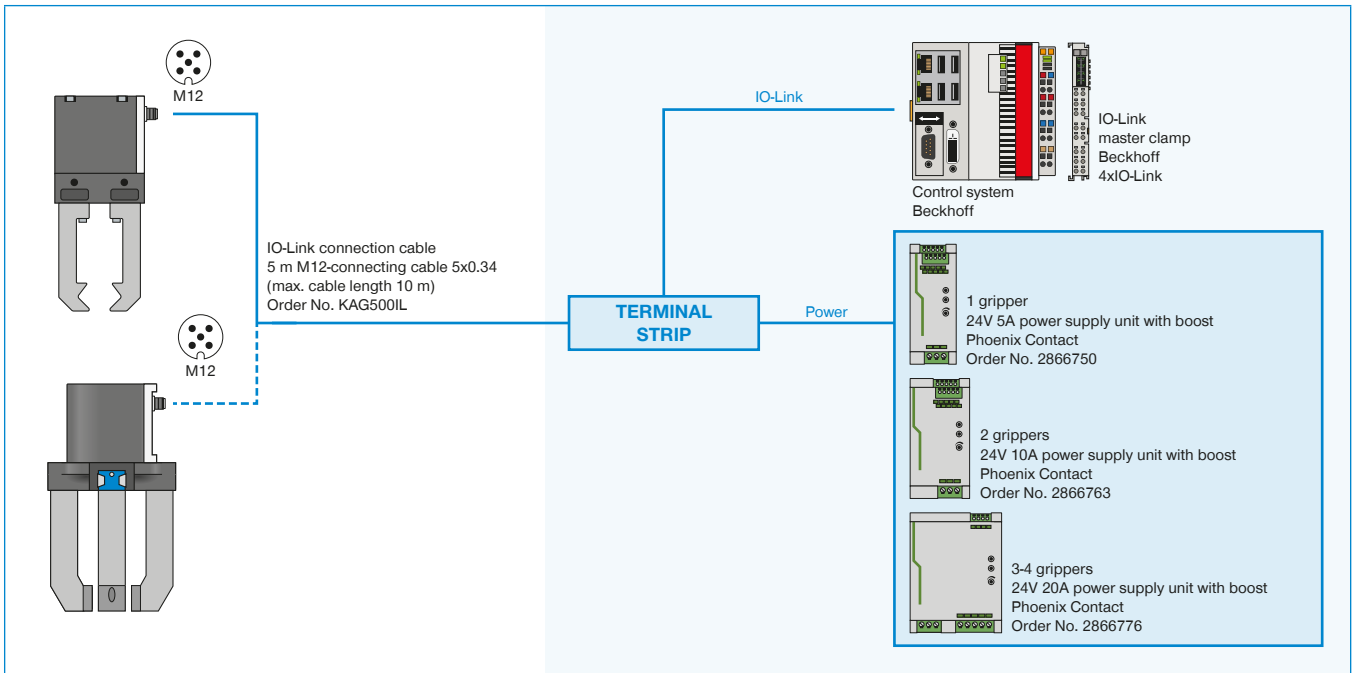 M12
IO-Link connection cable
5 m M12-connecting cable 5x0.34
(max. cable length 10 m)
Order No. KAG500IL
M12
TERMINAL
STRIP
IO-Link
Power
Control system
Beckhoff
IO-Link
master clamp
Beckhoff
4xIO-Link
1 gripper
24V 5A power supply unit with boost
Phoenix Contact
Order No. 2866750
2 grippers
24V 10A power supply unit with boost
Phoenix Contact
Order No. 2866763
3-4 grippers
24V 20A power supply unit with boost
Phoenix Contact
Order No. 2866776